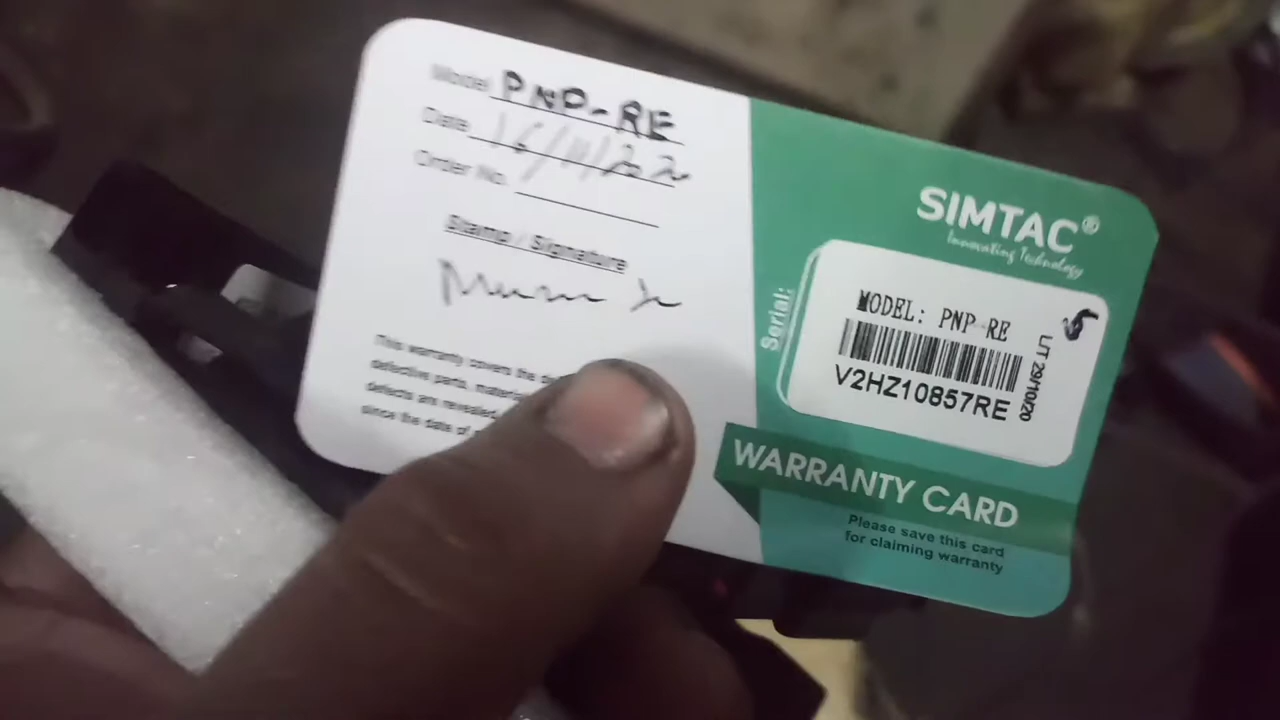 Model PNP-RE
Date 16/11/202
Order No.
Stamp / Signature
This warranty covers the
defective parts, material
defects are revealed
since the date of
SIMTAC®
Innovating Technology
Serial:
MODEL: PNP-RE
V2HZ10857RE
L/T 29/10/20
WARRANTY CARD
Please save this card
for claiming warranty